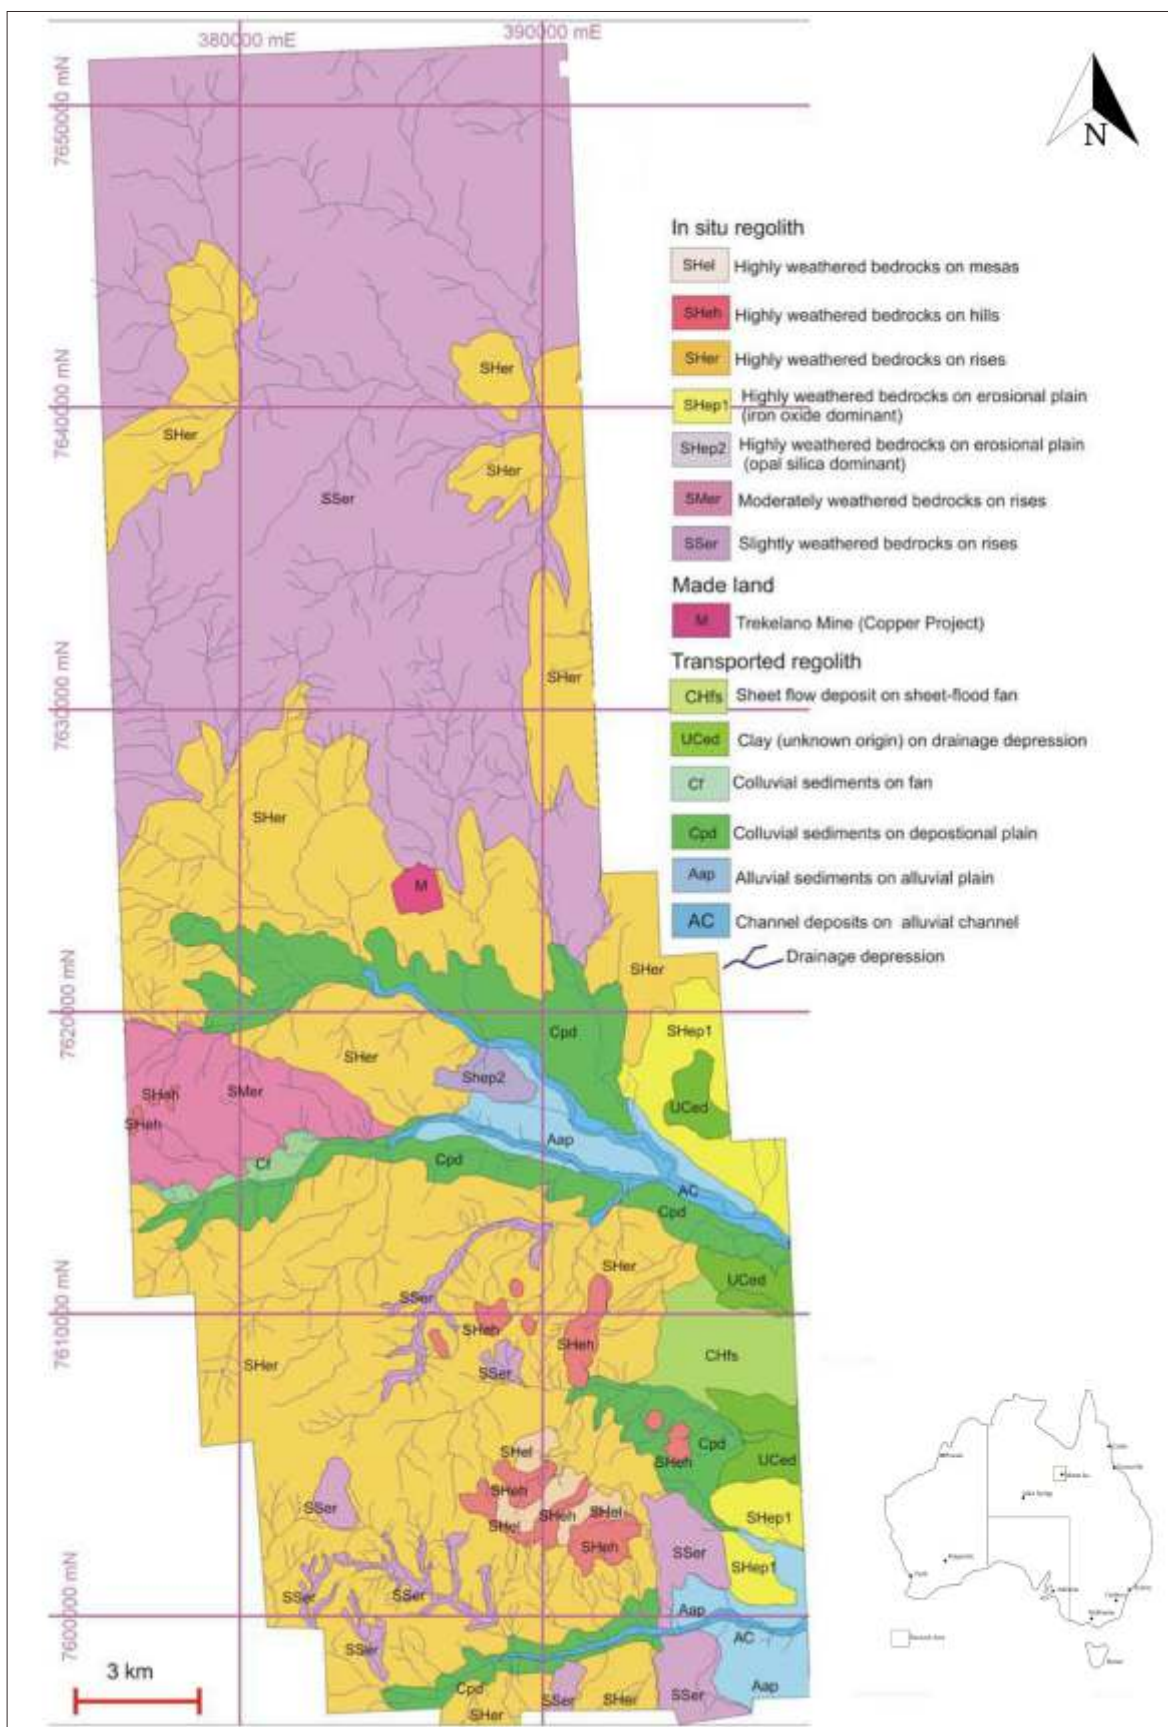 380000 mE
390000 mE
7650000 mN
7640000 mN
7630000 mN
7620000 mN
7610000 mN
7600000 mN
N
In situ regolith
SHel Highly weathered bedrocks on mesas
SHeh Highly weathered bedrocks on hills
SHer Highly weathered bedrocks on rises
SHep1 Highly weathered bedrocks on erosional plain
(iron oxide dominant)
SHep2 Highly weathered bedrocks on erosional plain
(opal silica dominant)
SMer Moderately weathered bedrocks on rises
SSer Slightly weathered bedrocks on rises
Made land
M Trekelano Mine (Copper Project)
Transported regolith
CHfs Sheet flow deposit on sheet-flood fan
UCed Clay (unknown origin) on drainage depression
Cf Colluvial sediments on fan
Cpd Colluvial sediments on depostional plain
Aap Alluvial sediments on alluvial plain
AC Channel deposits on alluvial channel
Drainage depression
SHer
SHer
SHer
SSer
SHer
SHer
M
SHer
Cpd
SHep1
SHer
Shep2
SHeh
SMer
UCed
SHeh
Aap
Cf
Cpd
AC
Cpd
SHer
UCed
SSer
SHeh
SHeh
CHfs
SHer
SSer
Cpd
SHel
SHeh
UCed
SHeh
SSer
SHel
SHeh
SHep1
SHel
SHeh
SSer
SHep1
SSer
SSer
Aap
AC
SSer
Cpd
Aap
SSer
SHer
SSer
SHer
3 km